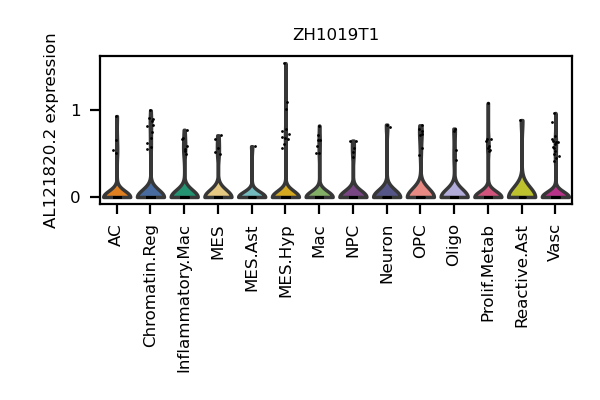 ZH1019T1
AL121820.2 expression
1
0
AC
Chromatin.Reg
Inflammatory.Mac
MES
MES.Ast
MES.Hyp
Mac
NPC
Neuron
OPC
Oligo
Prolif.Metab
Reactive.Ast
Vasc